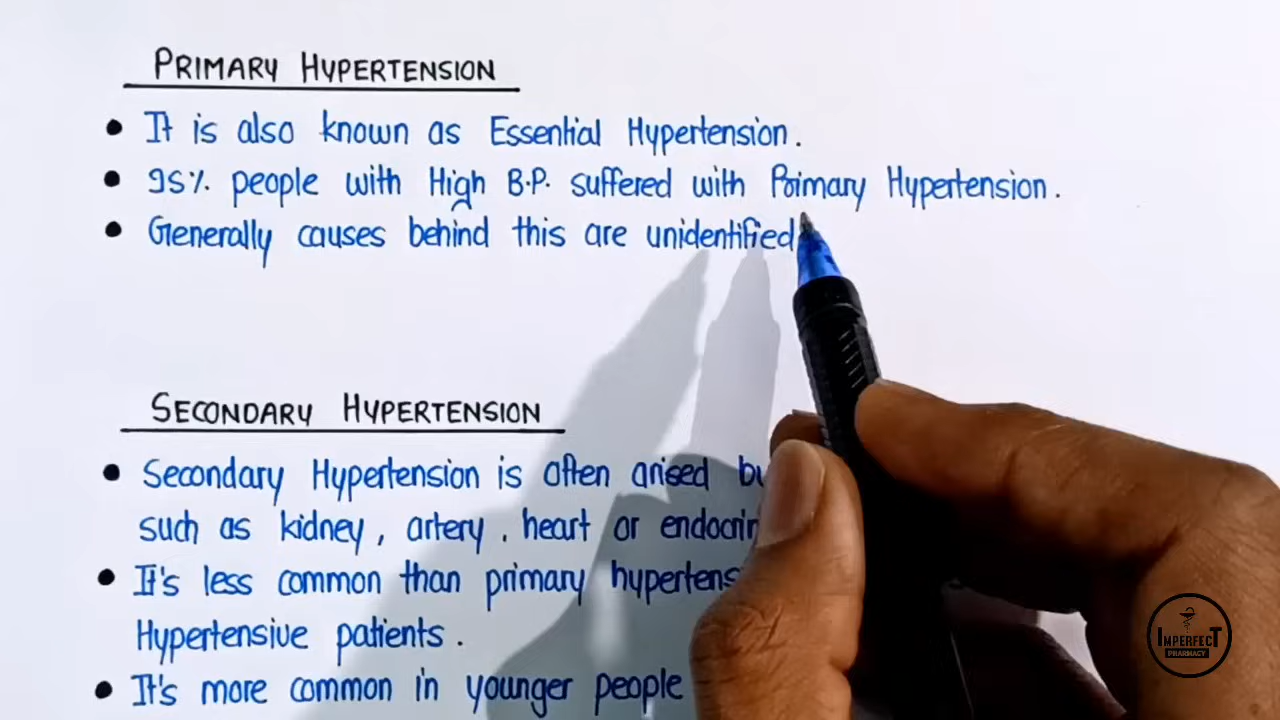 PRIMARY HYPERTENSION
It is also known as Essential Hypertension.
95% people with High B.P. suffered with Primary Hypertension.
Generally causes behind this are unidentified
SECONDARY HYPERTENSION
Secondary Hypertension is often arised
such as kidney, artery, heart or
It's less common than primary
Hypertensive patients.
It's more common in younger people
IMPERFECT
PHARMACY